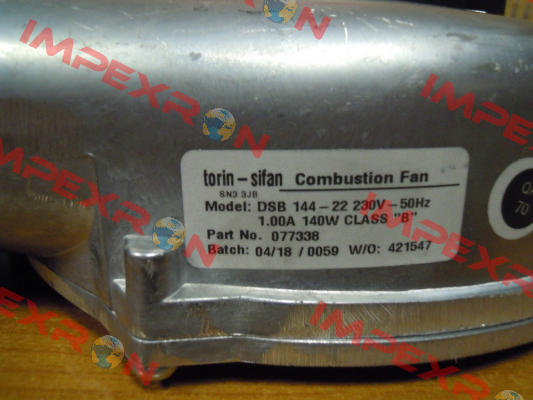 IMPEXRON
IMPEXRON
IMPEXRON
IMPEXRON
IMPEXRON
torin-sifan Combustion Fan
SN3 3JB
Model: DSB 144-22 230V-50Hz
1.00A 140W CLASS "B"
Part No. 077338
Batch: 04/18 /0059 W/O: 421547
70